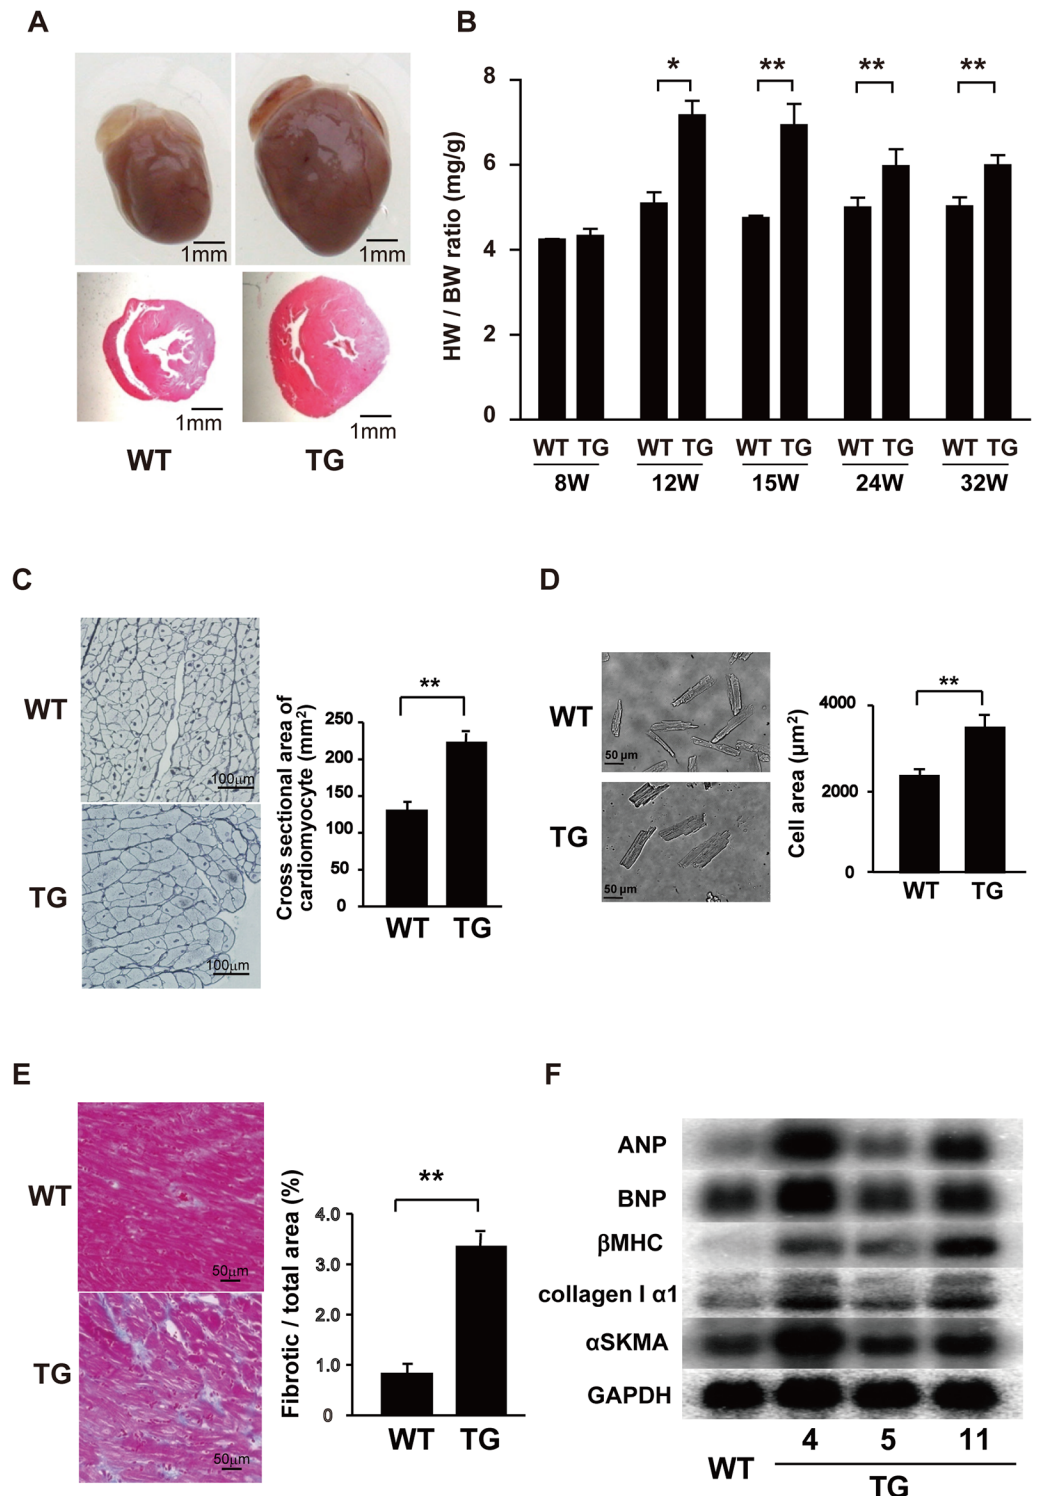 A
1mm
1mm
1mm
1mm
WT
TG
B
HW / BW ratio (mg/g)
8
6
4
2
0
*
**
**
**
WT TG WT TG WT TG WT TG WT TG
8W 12W 15W 24W 32W
C
WT
100μm
TG
100μm
Cross sectional area of
cardiomyocyte (mm²)
250
200
150
100
50
0
**
WT TG
D
WT
50 μm
TG
50 μm
Cell area (μm²)
4000
2000
0
**
WT TG
E
WT
50μm
TG
50μm
Fibrotic / total area (%)
4.0
3.0
2.0
1.0
0
**
WT TG
F
ANP
BNP
βMHC
collagen I α1
αSKMA
GAPDH
4 5 11
WT
TG